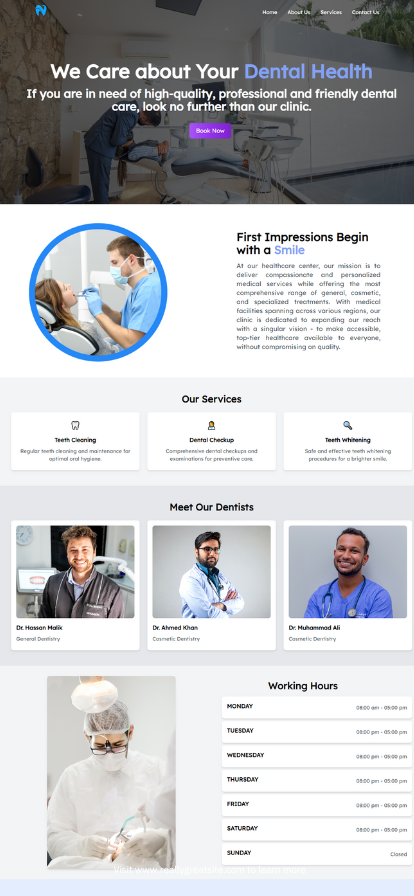 Home About Us Services Contact Us
We Care about Your Dental Health
If you are in need of high-quality, professional and friendly dental
care, look no further than our clinic.
Book Now
First Impressions Begin
with a Smile
At our healthcare center, our mission is to
deliver compassionate and personalized
medical services while offering the most
comprehensive range of general, cosmetic,
and specialized treatments. With medical
facilities spanning across various regions, our
clinic is dedicated to expanding our reach
with a singular vision - to make accessible,
top-tier healthcare available to everyone,
without compromising on quality.
Our Services
Teeth Cleaning
Regular teeth cleaning and maintenance for
optimal oral hygiene.
Dental Checkup
Comprehensive dental checkups and
examinations for preventive care.
Teeth Whitening
Safe and effective teeth whitening
procedures for a brighter smile.
Meet Our Dentists
Dr. Hassan Malik
General Dentistry
Dr. Ahmed Khan
Cosmetic Dentistry
Dr. Muhammad Ali
Cosmetic Dentistry
Working Hours
MONDAY 08:00 am - 05:00 pm
TUESDAY 08:00 am - 05:00 pm
WEDNESDAY 08:00 am - 05:00 pm
THURSDAY 08:00 am - 05:00 pm
FRIDAY 08:00 am - 05:00 pm
SATURDAY 08:00 am - 05:00 pm
SUNDAY Closed
Visit to learn more